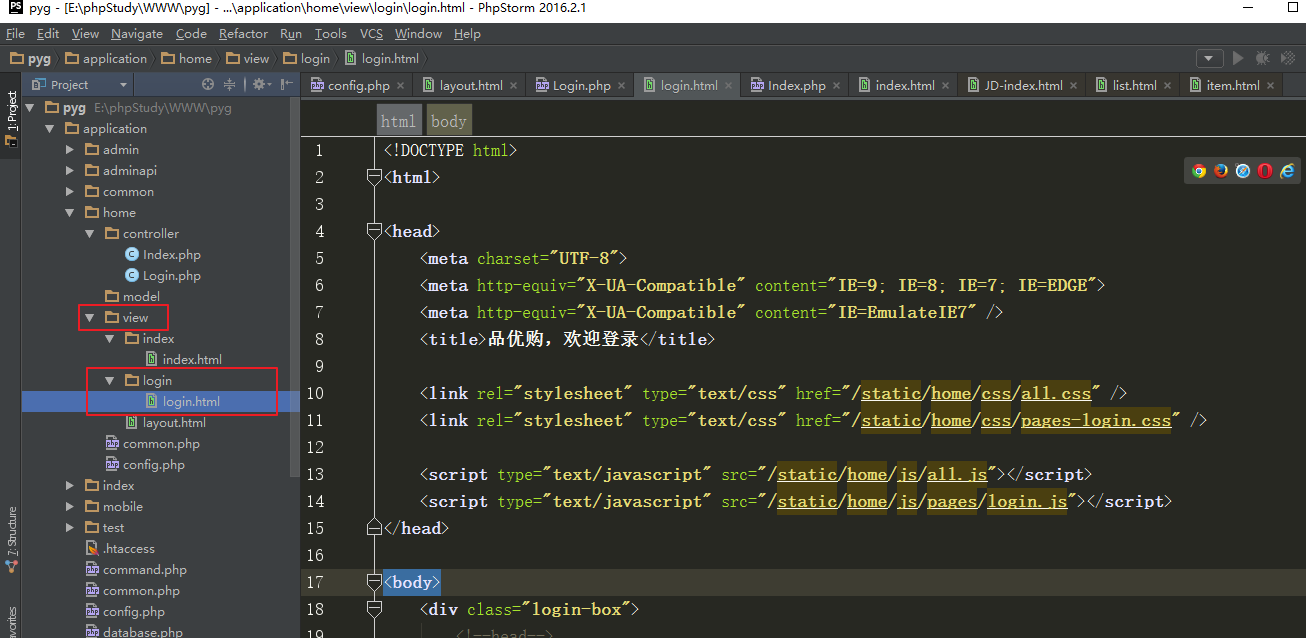 PS pyg - [E:\phpStudy\WWW\pyg] - ...\application\home\view\login\login.html - PhpStorm 2016.2.1
File Edit View Navigate Code Refactor Run Tools VCS Window Help
pyg application home view login login.html
1: Project
7: Structure
Project
pyg E:\phpStudy\WWW\pyg
application
admin
adminapi
common
home
controller
Index.php
Login.php
model
view
index
index.html
login
login.html
layout.html
common.php
config.php
index
mobile
test
.htaccess
command.php
common.php
config.php
database.php
config.php layout.html Login.php login.html Index.php index.html JD-index.html list.html item.html
html body
1 <!DOCTYPE html>
2 <html>
3
4 <head>
5 <meta charset="UTF-8">
6 <meta http-equiv="X-UA-Compatible" content="IE=9; IE=8; IE=7; IE=EDGE">
7 <meta http-equiv="X-UA-Compatible" content="IE=EmulateIE7" />
8 <title>品优购，欢迎登录</title>
9
10 <link rel="stylesheet" type="text/css" href="/static/home/css/all.css" />
11 <link rel="stylesheet" type="text/css" href="/static/home/css/pages-login.css" />
12
13 <script type="text/javascript" src="/static/home/js/all.js"></script>
14 <script type="text/javascript" src="/static/home/js/pages/login.js"></script>
15 </head>
16
17 <body>
18 <div class="login-box">
19 <!--head-->